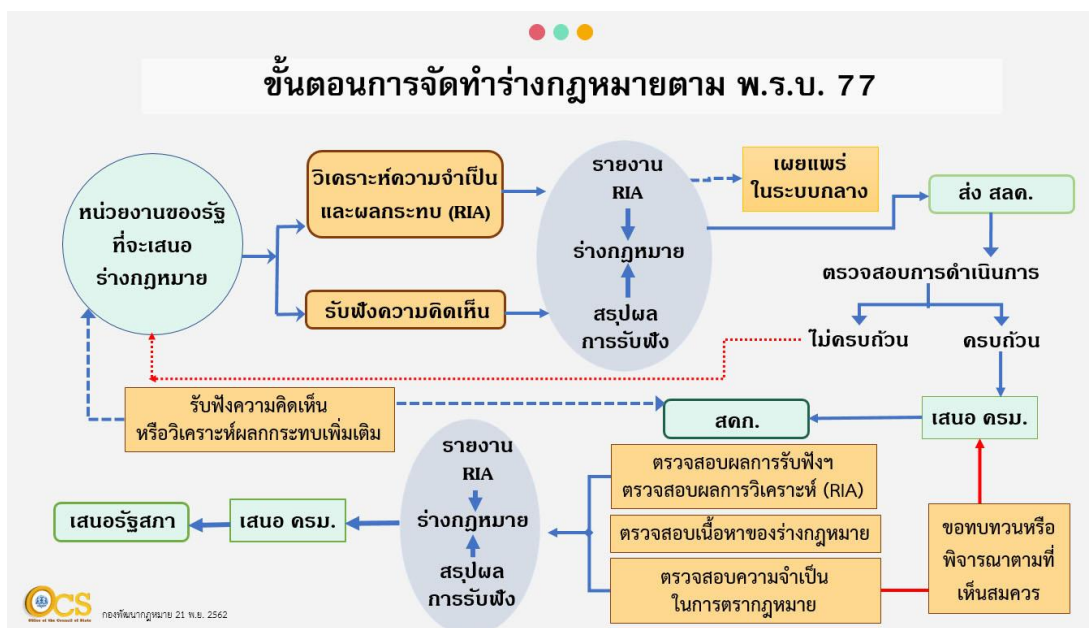 ขั้นตอนการจัดทำร่างกฎหมายตาม พ.ร.บ. 77
หน่วยงานของรัฐ
ที่จะเสนอ
ร่างกฎหมาย
วิเคราะห์ความจำเป็น
และผลกระทบ (RIA)
รับฟังความคิดเห็น
รายงาน
RIA
ร่างกฎหมาย
สรุปผล
การรับฟัง
เผยแพร่
ในระบบกลาง
ส่ง สลค.
ตรวจสอบการดำเนินการ
ไม่ครบถ้วน
ครบถ้วน
เสนอ ครม.
สคก.
รับฟังความคิดเห็น
หรือวิเคราะห์ผลกกระทบเพิ่มเติม
ตรวจสอบผลการรับฟังฯ
ตรวจสอบผลการวิเคราะห์ (RIA)
ตรวจสอบเนื้อหาของร่างกฎหมาย
ตรวจสอบความจำเป็น
ในการตรากฎหมาย
ขอทบทวนหรือ
พิจารณาตามที่
เห็นสมควร
รายงาน
RIA
ร่างกฎหมาย
สรุปผล
การรับฟัง
เสนอ ครม.
เสนอรัฐสภา
OCS
Office of the Council of State
กองพัฒนากฎหมาย 21 พ.ย. 2562